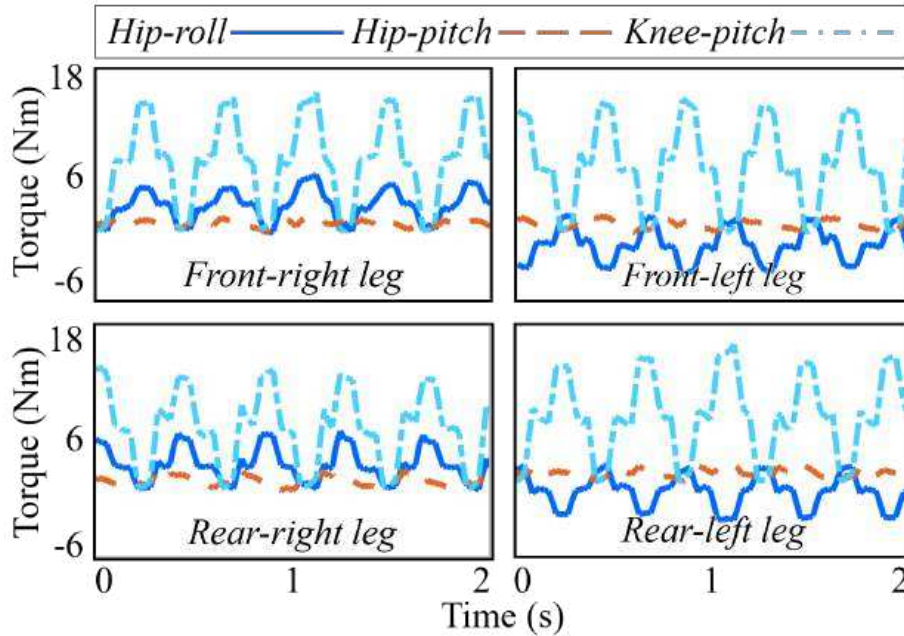 Hip-roll Hip-pitch Knee-pitch
18
6
-6
Torque (Nm)
Front-right leg
Front-left leg
18
6
-6
Torque (Nm)
Rear-right leg
Rear-left leg
0 1 2 0 1 2
Time (s)